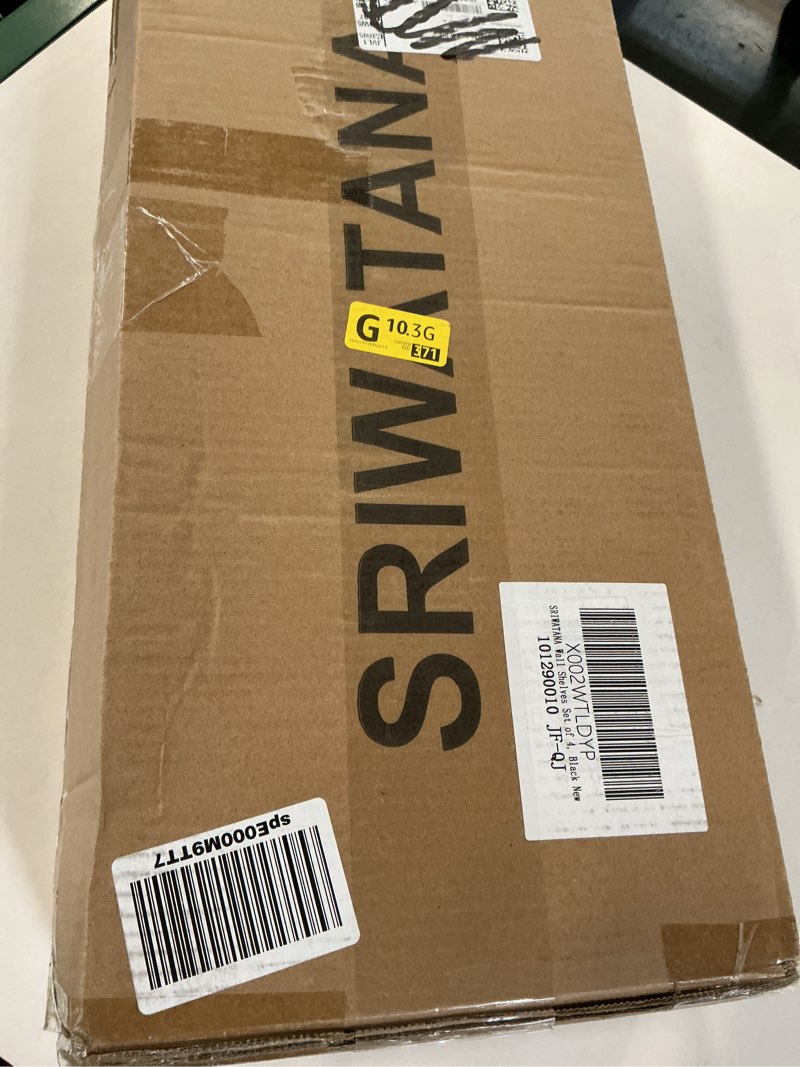 SRIWATANA
G 10.3G
371
X002WTLDYP
SRIWATANA Wall Shelves Set of 4, Black New
101290010 JF-QJ
spE000M9TT7